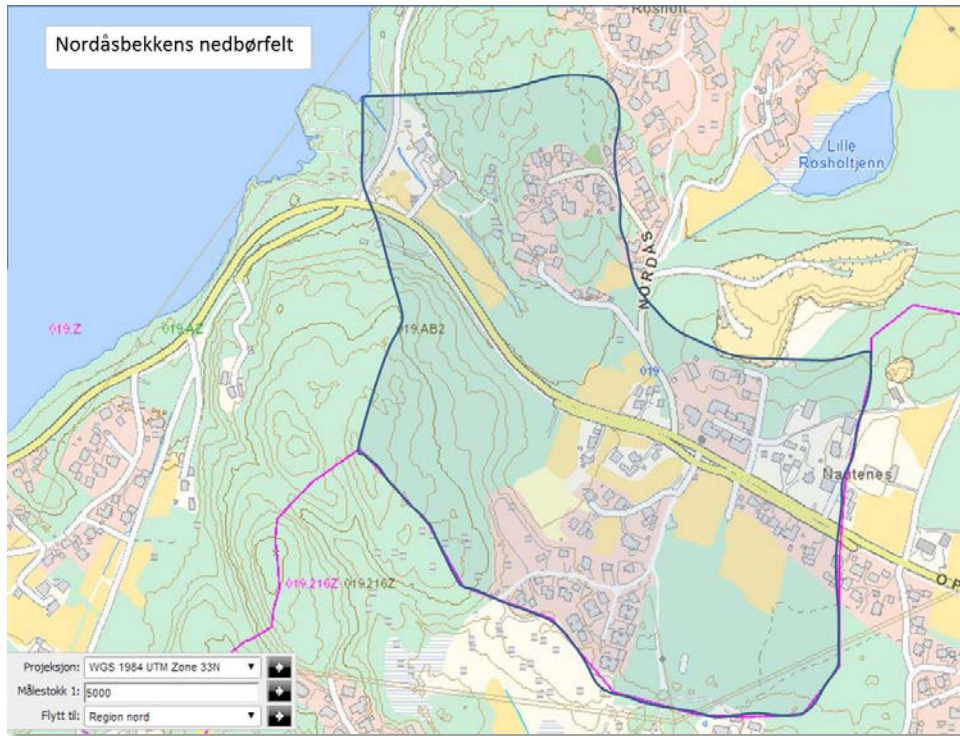 Nordåsbekkens nedbørfelt
Rosholt
Lille
Rosholtjenn
NORDÅS
019.Z
019.AZ
019.AB2
019
Nautenes
019.216Z
019.216Z
Projeksjon: WGS 1984 UTM Zone 33N
Målestokk 1: 5000
Flytt til: Region nord